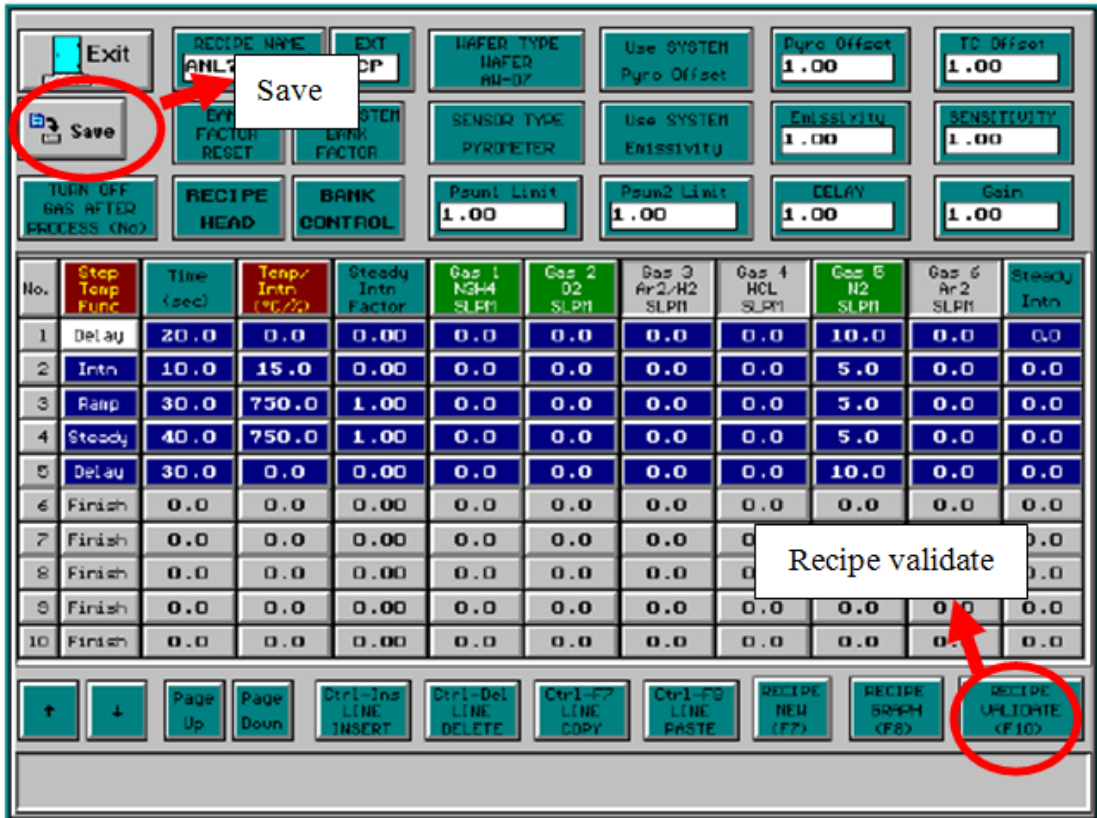 Exit
RECIPE NAME
EXT
WAFER TYPE
WAFER
AW-07
Use SYSTEM
Pyro Offset
Pyro Offset
1.00
TC Offset
1.00
Save
Save
SENSOR TYPE
PYROMETER
Use SYSTEM
Emissivity
Emissivity
1.00
SENSITIVITY
1.00
FACTOR
RESET
BANK
FACTOR
TURN OFF
GAS AFTER
PROCESS (No)
RECIPE
HEAD
BANK
CONTROL
Psum1 Limit
1.00
Psum2 Limit
1.00
DELAY
1.00
Gain
1.00
No. Step Temp Func Time (sec) Temp/ Intn (°C/%) Steady Intn Factor Gas 1 N2H4 SLPM Gas 2 O2 SLPM Gas 3 Ar2/H2 SLPM Gas 4 HCL SLPM Gas 5 N2 SLPM Gas 6 Ar2 SLPM Steady Intn
1 Delay 20.0 0.0 0.00 0.0 0.0 0.0 0.0 10.0 0.0 0.0
2 Intn 10.0 15.0 0.00 0.0 0.0 0.0 0.0 5.0 0.0 0.0
3 Ramp 30.0 750.0 1.00 0.0 0.0 0.0 0.0 5.0 0.0 0.0
4 Steady 40.0 750.0 1.00 0.0 0.0 0.0 0.0 5.0 0.0 0.0
5 Delay 30.0 0.0 0.00 0.0 0.0 0.0 0.0 10.0 0.0 0.0
6 Finish 0.0 0.0 0.00 0.0 0.0 0.0 0.0 0.0 0.0 0.0
7 Finish 0.0 0.0 0.00 0.0 0.0 0.0
8 Finish 0.0 0.0 0.00 0.0 0.0 0.0
Recipe validate
9 Finish 0.0 0.0 0.00 0.0 0.0 0.0 0.0 0.0 0.0 0.0
10 Finish 0.0 0.0 0.00 0.0 0.0 0.0 0.0 0.0 0.0
↑
↓
Page
Up
Page
Down
Ctrl-Ins
LINE
INSERT
Ctrl-Del
LINE
DELETE
Ctrl-F7
LINE
COPY
Ctrl-F8
LINE
PASTE
RECIPE
NEW
(F7)
RECIPE
GRAPH
(F8)
RECIPE
VALIDATE
(F10)